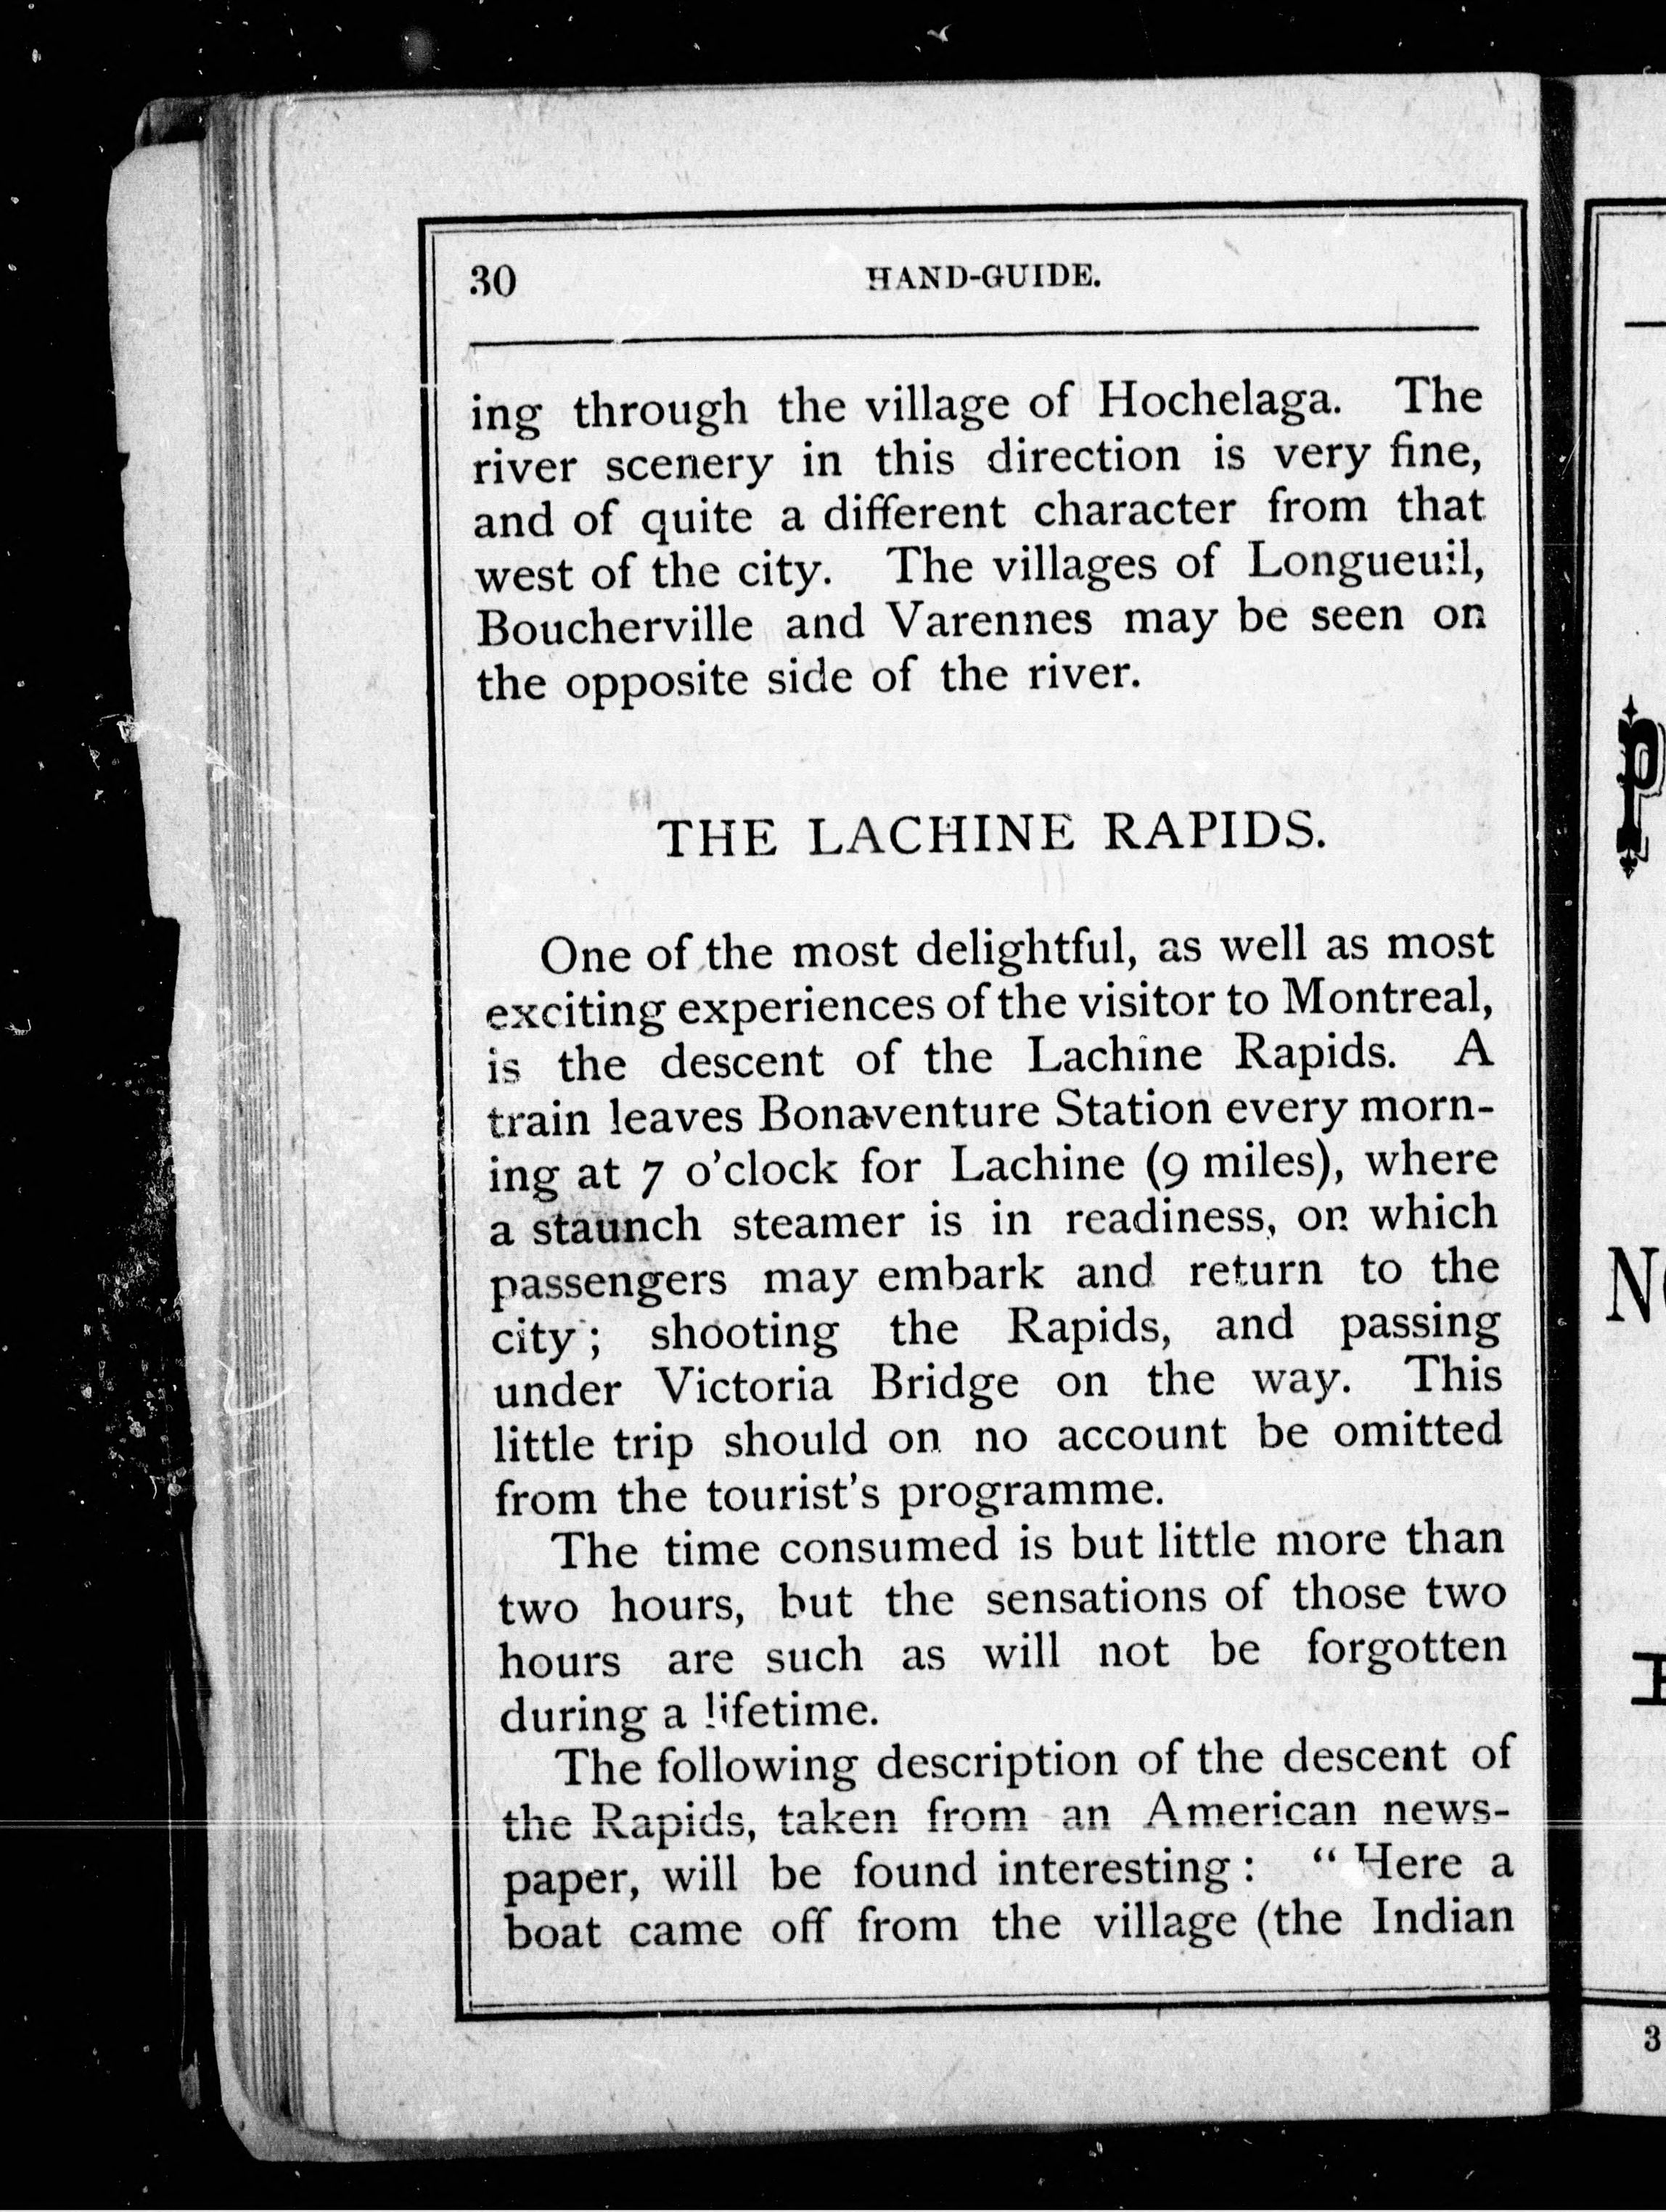 30 HAND-GUIDE.
ing through the village of Hochelaga. The
river scenery in this direction is very fine,
and of quite a different character from that
west of the city. The villages of Longueuil,
Boucherville and Varennes may be seen on
the opposite side of the river.
THE LACHINE RAPIDS.
One of the most delightful, as well as most
exciting experiences of the visitor to Montreal,
is the descent of the Lachine Rapids. A
train leaves Bonaventure Station every morn-
ing at 7 o'clock for Lachine (9 miles), where
a staunch steamer is in readiness, on which
passengers may embark and return to the
city; shooting the Rapids, and passing
under Victoria Bridge on the way. This
little trip should on no account be omitted
from the tourist's programme.
The time consumed is but little more than
two hours, but the sensations of those two
hours are such as will not be forgotten
during a lifetime.
The following description of the descent of
the Rapids, taken from an American news-
paper, will be found interesting: "Here a
boat came off from the village (the Indian
3